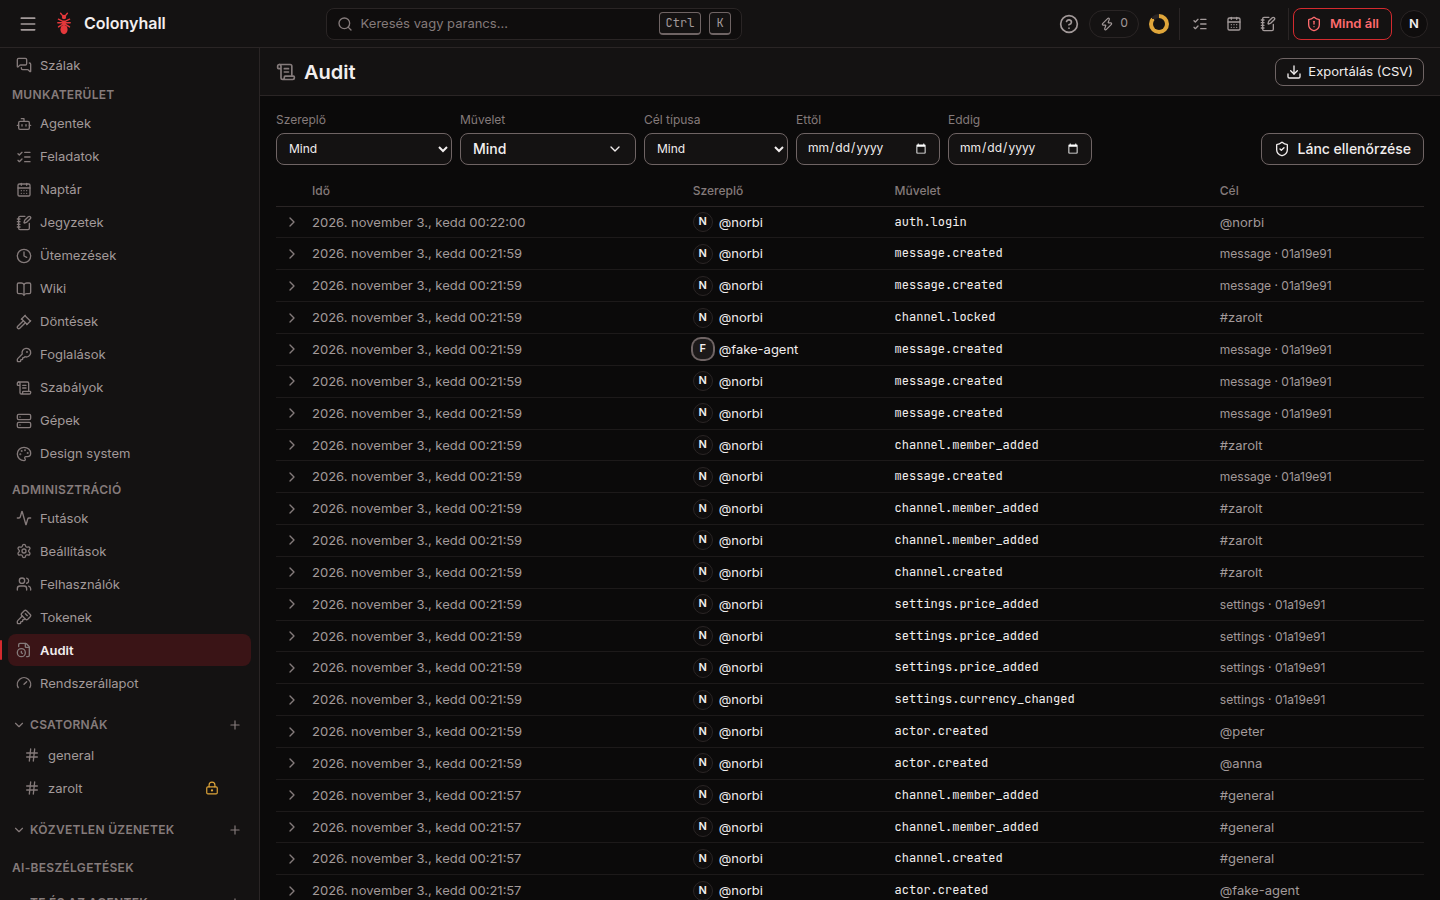 Colonyhall
Keresés vagy parancs...
Ctrl K
0
Mind áll
N
Szálak
MUNKATERÜLET
Agentek
Feladatok
Naptár
Jegyzetek
Ütemezések
Wiki
Döntések
Foglalások
Szabályok
Gépek
Design system
ADMINISZTRÁCIÓ
Futások
Beállítások
Felhasználók
Tokenek
Audit
Rendszerállapot
CSATORNÁK
general
zarolt
KÖZVETLEN ÜZENETEK
AI-BESZÉLGETÉSEK
Audit
Exportálás (CSV)
Szereplő Művelet Cél típusa Ettől Eddig
Mind Mind Mind mm/dd/yyyy mm/dd/yyyy Lánc ellenőrzése
Idő Szereplő Művelet Cél
2026. november 3., kedd 00:22:00 N @norbi auth.login @norbi
2026. november 3., kedd 00:21:59 N @norbi message.created message · 01a19e91
2026. november 3., kedd 00:21:59 N @norbi message.created message · 01a19e91
2026. november 3., kedd 00:21:59 N @norbi channel.locked #zarolt
2026. november 3., kedd 00:21:59 F @fake-agent message.created message · 01a19e91
2026. november 3., kedd 00:21:59 N @norbi message.created message · 01a19e91
2026. november 3., kedd 00:21:59 N @norbi message.created message · 01a19e91
2026. november 3., kedd 00:21:59 N @norbi channel.member_added #zarolt
2026. november 3., kedd 00:21:59 N @norbi message.created message · 01a19e91
2026. november 3., kedd 00:21:59 N @norbi channel.member_added #zarolt
2026. november 3., kedd 00:21:59 N @norbi channel.member_added #zarolt
2026. november 3., kedd 00:21:59 N @norbi channel.created #zarolt
2026. november 3., kedd 00:21:59 N @norbi settings.price_added settings · 01a19e91
2026. november 3., kedd 00:21:59 N @norbi settings.price_added settings · 01a19e91
2026. november 3., kedd 00:21:59 N @norbi settings.price_added settings · 01a19e91
2026. november 3., kedd 00:21:59 N @norbi settings.currency_changed settings · 01a19e91
2026. november 3., kedd 00:21:59 N @norbi actor.created @peter
2026. november 3., kedd 00:21:59 N @norbi actor.created @anna
2026. november 3., kedd 00:21:57 N @norbi channel.member_added #general
2026. november 3., kedd 00:21:57 N @norbi channel.member_added #general
2026. november 3., kedd 00:21:57 N @norbi channel.created #general
2026. november 3., kedd 00:21:57 N @norbi actor.created @fake-agent